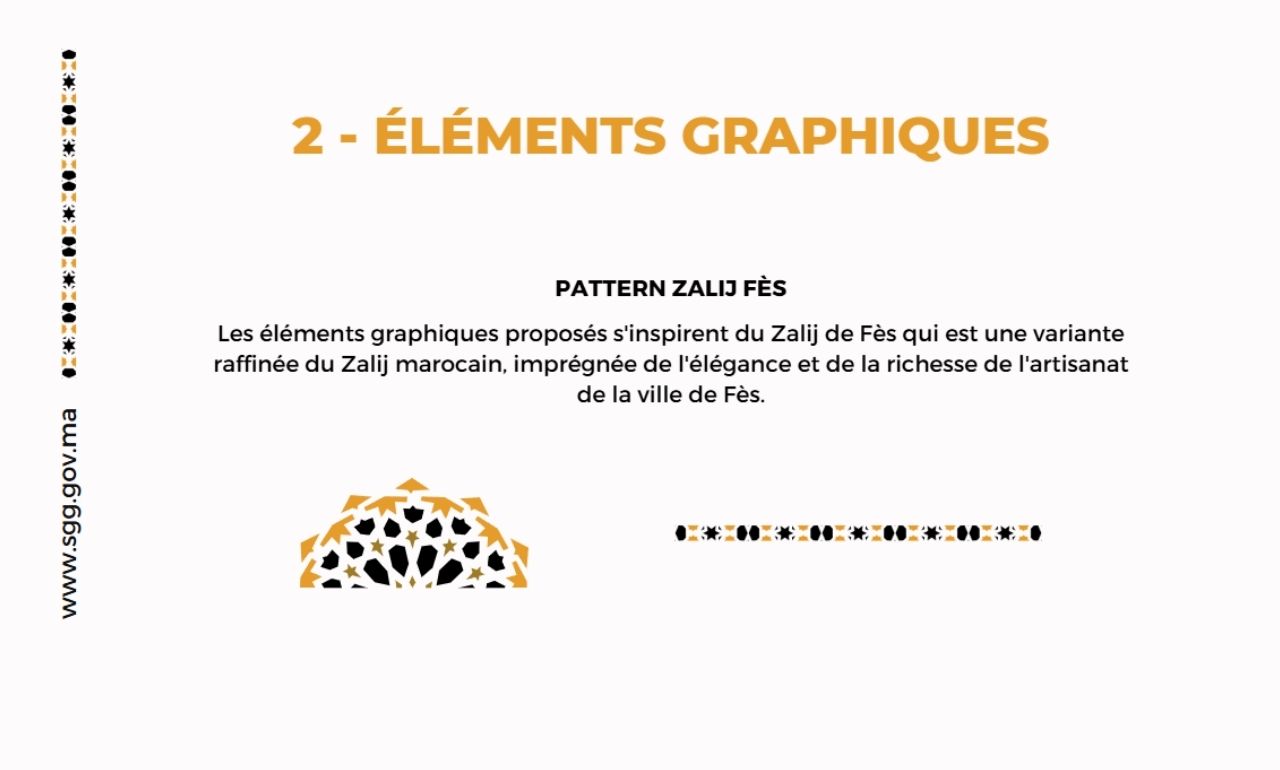 2 - ÉLÉMENTS GRAPHIQUES
PATTERN ZALIJ FÈS
Les éléments graphiques proposés s'inspirent du Zalij de Fès qui est une variante
raffinée du Zalij marocain, imprégnée de l'élégance et de la richesse de l'artisanat
de la ville de Fès.
www.sgg.gov.ma